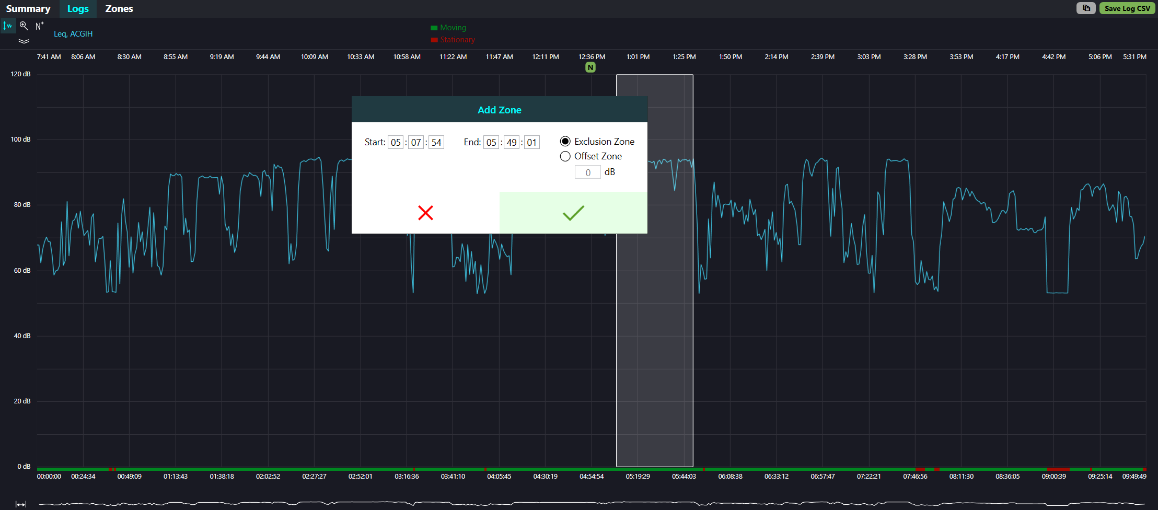 Summary Logs Zones Save Log CSV
Leq, ACGIH
Moving
Stationary
7:41 AM 8:06 AM 8:30 AM 8:55 AM 9:19 AM 9:44 AM 10:09 AM 10:33 AM 10:58 AM 11:22 AM 11:47 AM 12:11 PM 12:36 PM 1:01 PM 1:25 PM 1:50 PM 2:14 PM 2:39 PM 3:03 PM 3:28 PM 3:53 PM 4:17 PM 4:42 PM 5:06 PM 5:31 PM
N
120 dB
Add Zone
100 dB
Start: 05 : 07 : 54 End: 05 : 49 : 01 Exclusion Zone
Offset Zone
0 dB
80 dB
60 dB
40 dB
20 dB
0 dB
00:00:00 00:24:34 00:49:09 01:13:43 01:38:18 02:02:52 02:27:27 02:52:01 03:16:36 03:41:10 04:05:45 04:30:19 04:54:54 05:19:29 05:44:03 06:08:38 06:33:12 06:57:47 07:22:21 07:46:56 08:11:30 08:36:05 09:00:39 09:25:14 09:49:49